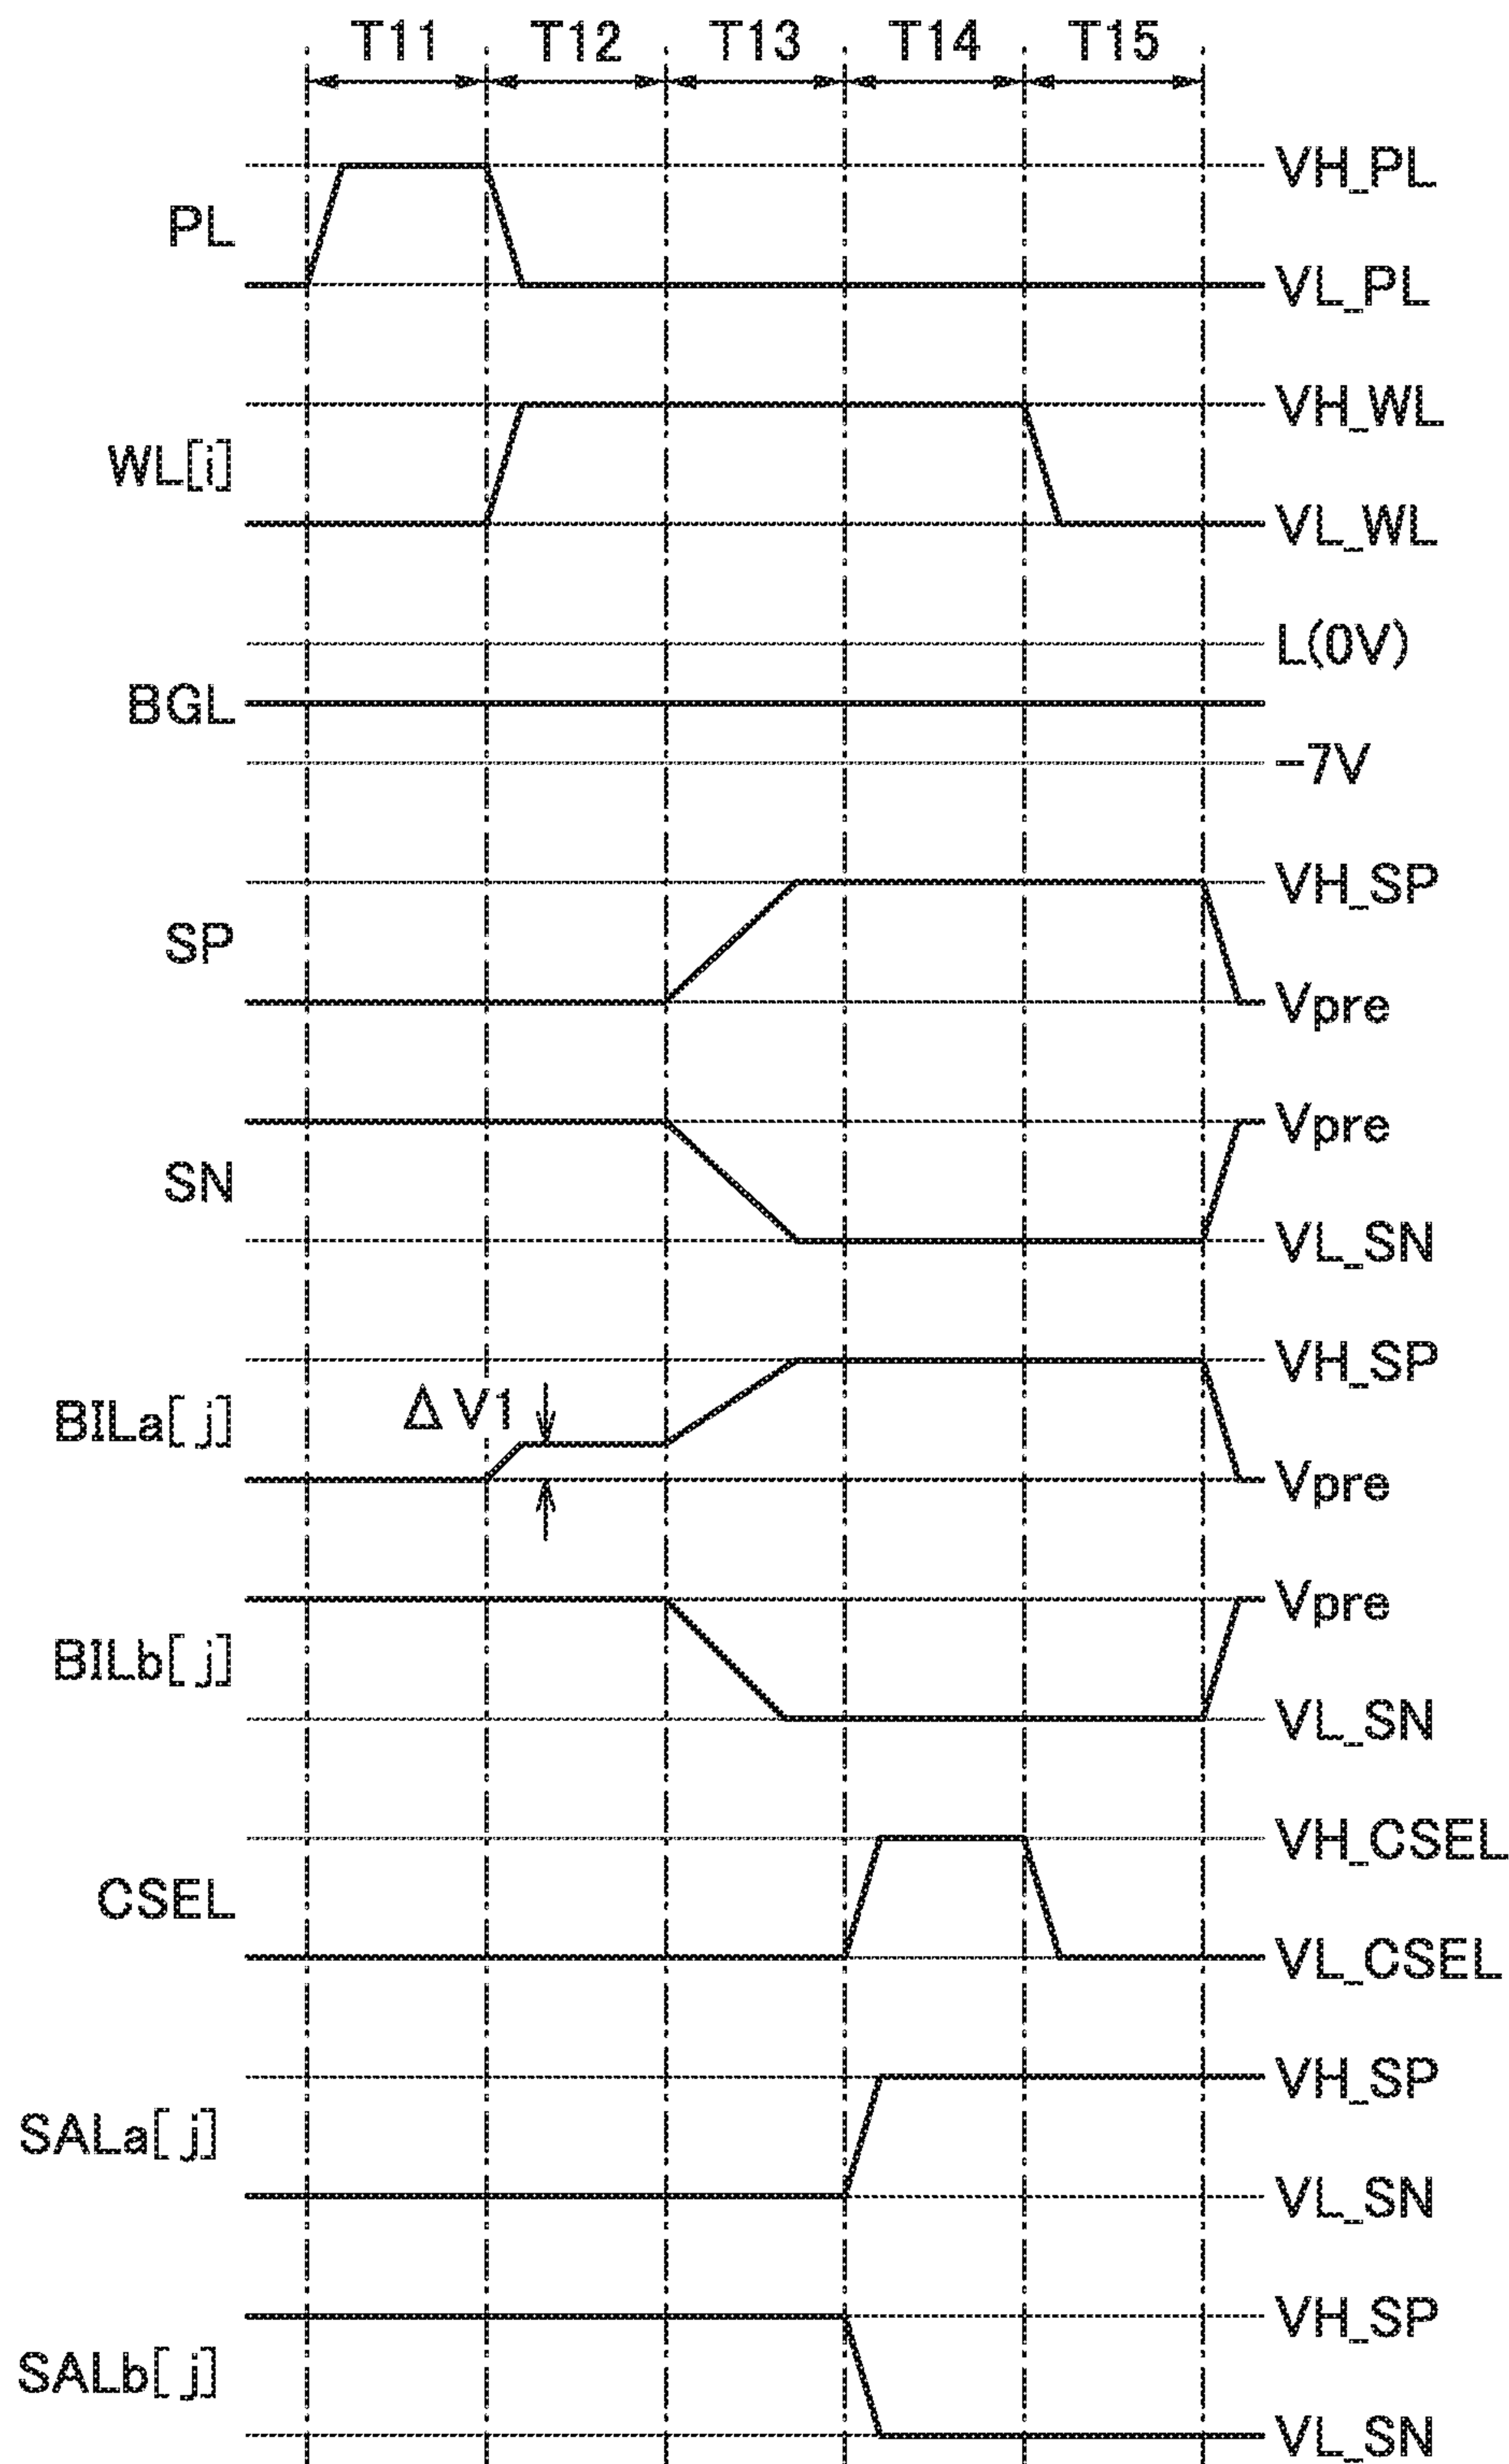 T11 T12 T13 T14 T15
VH_PL
PL
VL_PL
VH_WL
WL[i]
VL_WL
L(0V)
BGL
-7V
VH_SP
SP
Vpre
Vpre
SN
VL_SN
VH_SP
ΔV1
BILa[j]
Vpre
Vpre
BILb[j]
VL_SN
VH_CSEL
CSEL
VL_CSEL
VH_SP
SALa[j]
VL_SN
VH_SP
SALb[j]
VL_SN